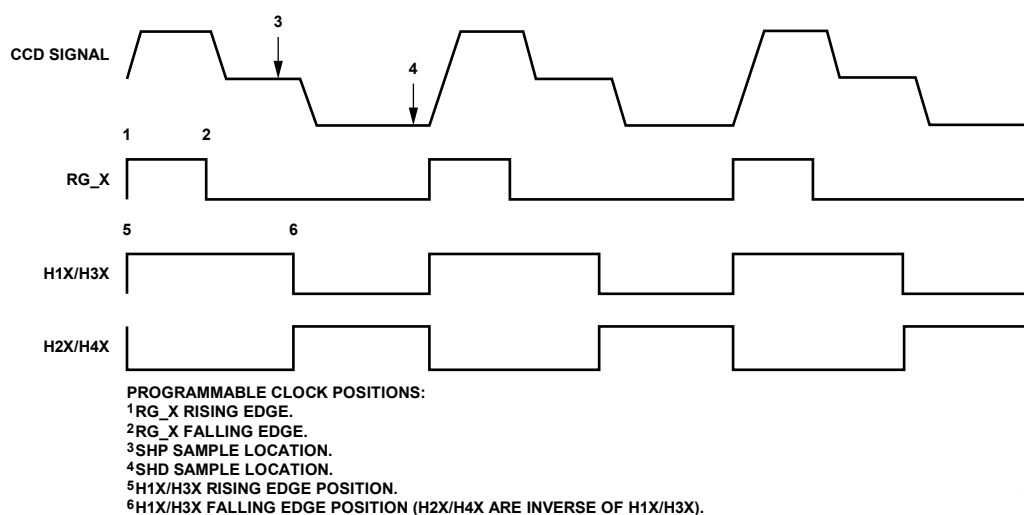 3
CCD SIGNAL
4
1 2
RG_X
5 6
H1X/H3X
H2X/H4X
PROGRAMMABLE CLOCK POSITIONS:
1RG_X RISING EDGE.
2RG_X FALLING EDGE.
3SHP SAMPLE LOCATION.
4SHD SAMPLE LOCATION.
5H1X/H3X RISING EDGE POSITION.
6H1X/H3X FALLING EDGE POSITION (H2X/H4X ARE INVERSE OF H1X/H3X).